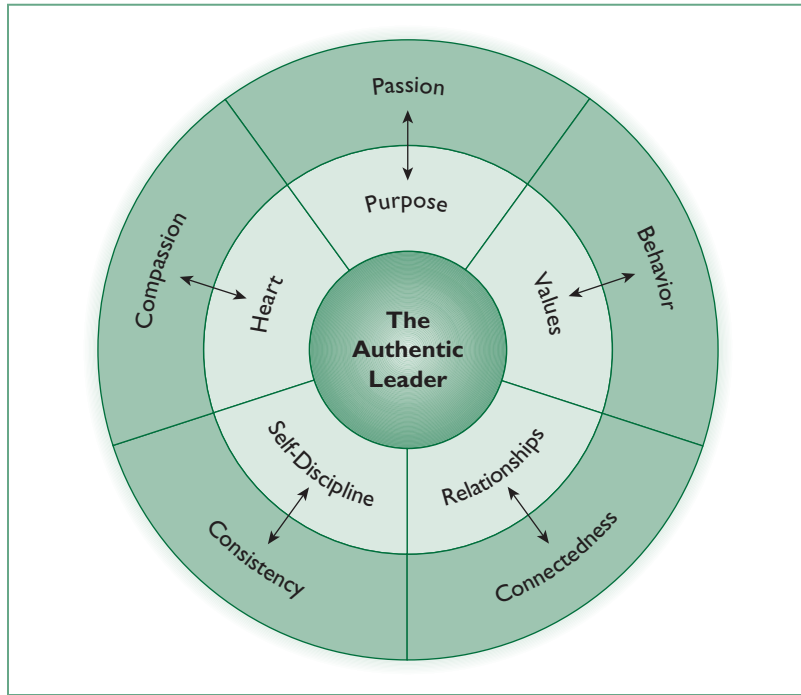 Passion
Purpose
Behavior
Values
Connectedness
Relationships
Consistency
Self-Discipline
Compassion
Heart
The
Authentic
Leader